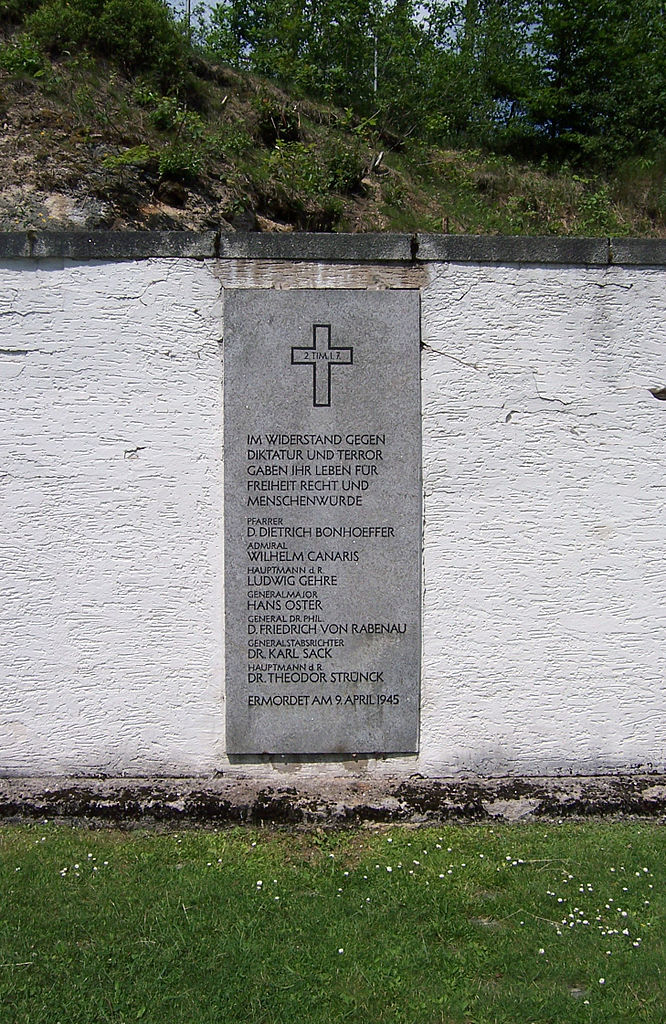 2. TIM. 1. 7.
IM WIDERSTAND GEGEN
DIKTATUR UND TERROR
GABEN IHR LEBEN FÜR
FREIHEIT RECHT UND
MENSCHENWÜRDE
PFARRER
D. DIETRICH BONHOEFFER
ADMIRAL
WILHELM CANARIS
HAUPTMANN d. R.
LUDWIG GEHRE
GENERALMAJOR
HANS OSTER
GENERAL DR. PHIL.
D. FRIEDRICH VON RABENAU
GENERALSTABSRICHTER
DR. KARL SACK
HAUPTMANN d. R.
DR. THEODOR STRÜNCK
ERMORDET AM 9. APRIL 1945